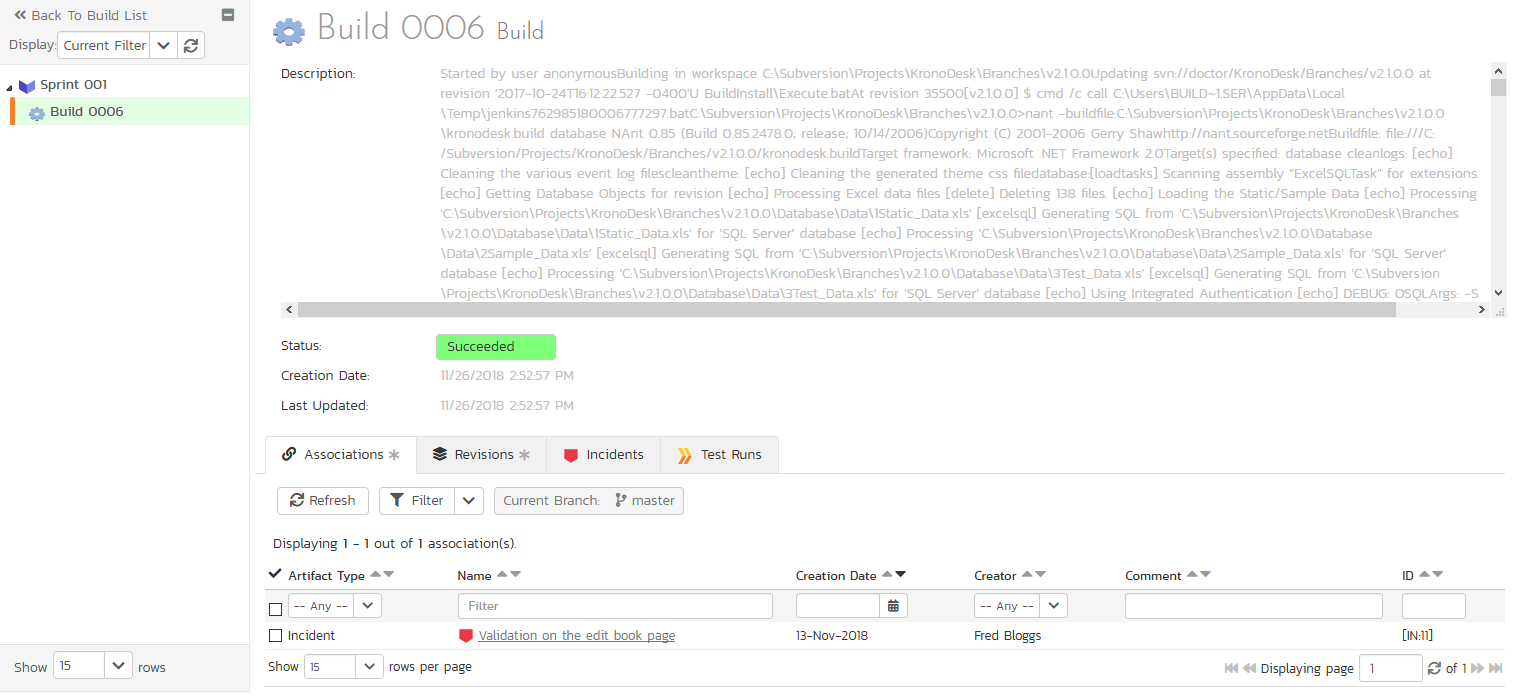 Back To Build List
Display: Current Filter
Sprint 001
Build 0006
Show 15 rows
Build 0006 Build
Description:
Started by user anonymousBuilding in workspace C:\Subversion\Projects\KronoDesk\Branches\v2.1.0.0Updating svn://doctor/KronoDesk/Branches/v2.1.0.0 at
revision '2017-10-24T16:12:22.527 -0400'U BuildInstall\Execute.batAt revision 35500[v2.1.0.0] $ cmd /c call C:\Users\BUILD~1.SER\AppData\Local
\Temp\jenkins762985180006777297.batC:\Subversion\Projects\KronoDesk\Branches\v2.1.0.0>nant -buildfile:C:\Subversion\Projects\KronoDesk\Branches\v2.1.0.0
\kronodesk.build database NAnt 0.85 (Build 0.85.2478.0; release; 10/14/2006)Copyright (C) 2001-2006 Gerry Shawhttp://nant.sourceforge.netBuildfile: file:///C:
/Subversion/Projects/KronoDesk/Branches/v2.1.0.0/kronodesk.buildTarget framework: Microsoft .NET Framework 2.0Target(s) specified: database cleanlogs: [echo]
Cleaning the various event log filescleantheme: [echo] Cleaning the generated theme css filedatabase:[loadtasks] Scanning assembly "ExcelSQLTask" for extensions.
[echo] Getting Database Objects for revision [echo] Processing Excel data files [delete] Deleting 138 files. [echo] Loading the Static/Sample Data [echo] Processing
'C:\Subversion\Projects\KronoDesk\Branches\v2.1.0.0\Database\Data\1Static_Data.xls' [excelsql] Generating SQL from 'C:\Subversion\Projects\KronoDesk\Branches
\v2.1.0.0\Database\Data\1Static_Data.xls' for 'SQL Server' database [echo] Processing 'C:\Subversion\Projects\KronoDesk\Branches\v2.1.0.0\Database
\Data\2Sample_Data.xls' [excelsql] Generating SQL from 'C:\Subversion\Projects\KronoDesk\Branches\v2.1.0.0\Database\Data\2Sample_Data.xls' for 'SQL Server'
database [echo] Processing 'C:\Subversion\Projects\KronoDesk\Branches\v2.1.0.0\Database\Data\3Test_Data.xls' [excelsql] Generating SQL from 'C:\Subversion
\Projects\KronoDesk\Branches\v2.1.0.0\Database\Data\3Test_Data.xls' for 'SQL Server' database [echo] Using Integrated Authentication [echo] DEBUG: OSQLArgs: -S
Status: Succeeded
Creation Date: 11/26/2018 2:52:57 PM
Last Updated: 11/26/2018 2:52:57 PM
Associations * Revisions * Incidents Test Runs
Refresh Filter Current Branch: master
Displaying 1 - 1 out of 1 association(s).
Artifact Type Name Creation Date Creator Comment ID
-- Any -- Filter -- Any --
Incident Validation on the edit book page 13-Nov-2018 Fred Bloggs [IN:11]
Show 15 rows per page Displaying page 1 of 1